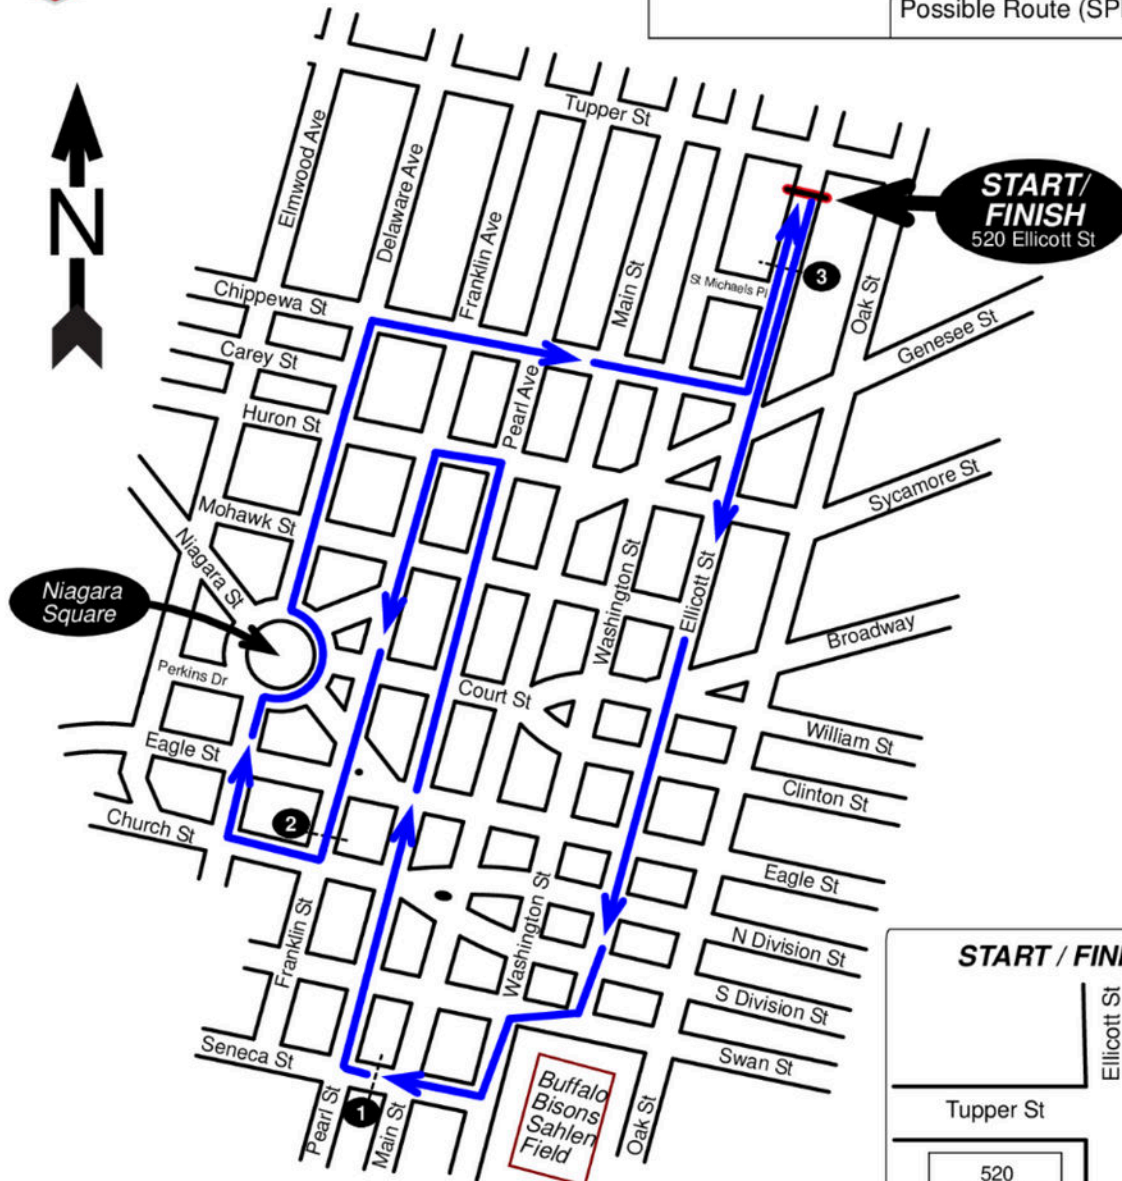 Possible Route (SP
Tupper St
Elmwood Ave
Delaware Ave
Franklin Ave
Main St
START/
FINISH
520 Ellicott St
N
3
St Michaels Pl
Oak St
Chippewa St
Genesee St
Carey St
Pearl Ave
Huron St
Sycamore St
Mohawk St
Niagara St
Washington St
Ellicott St
Niagara
Square
Broadway
Perkins Dr
Court St
Eagle St
William St
Clinton St
Church St
2
Eagle St
Franklin St
Washington St
N Division St
S Division St
Seneca St
Swan St
1
Pearl St
Main St
Buffalo
Bisons
Sahlen
Field
Oak St
START / FIN
Ellicott St
Tupper St
520